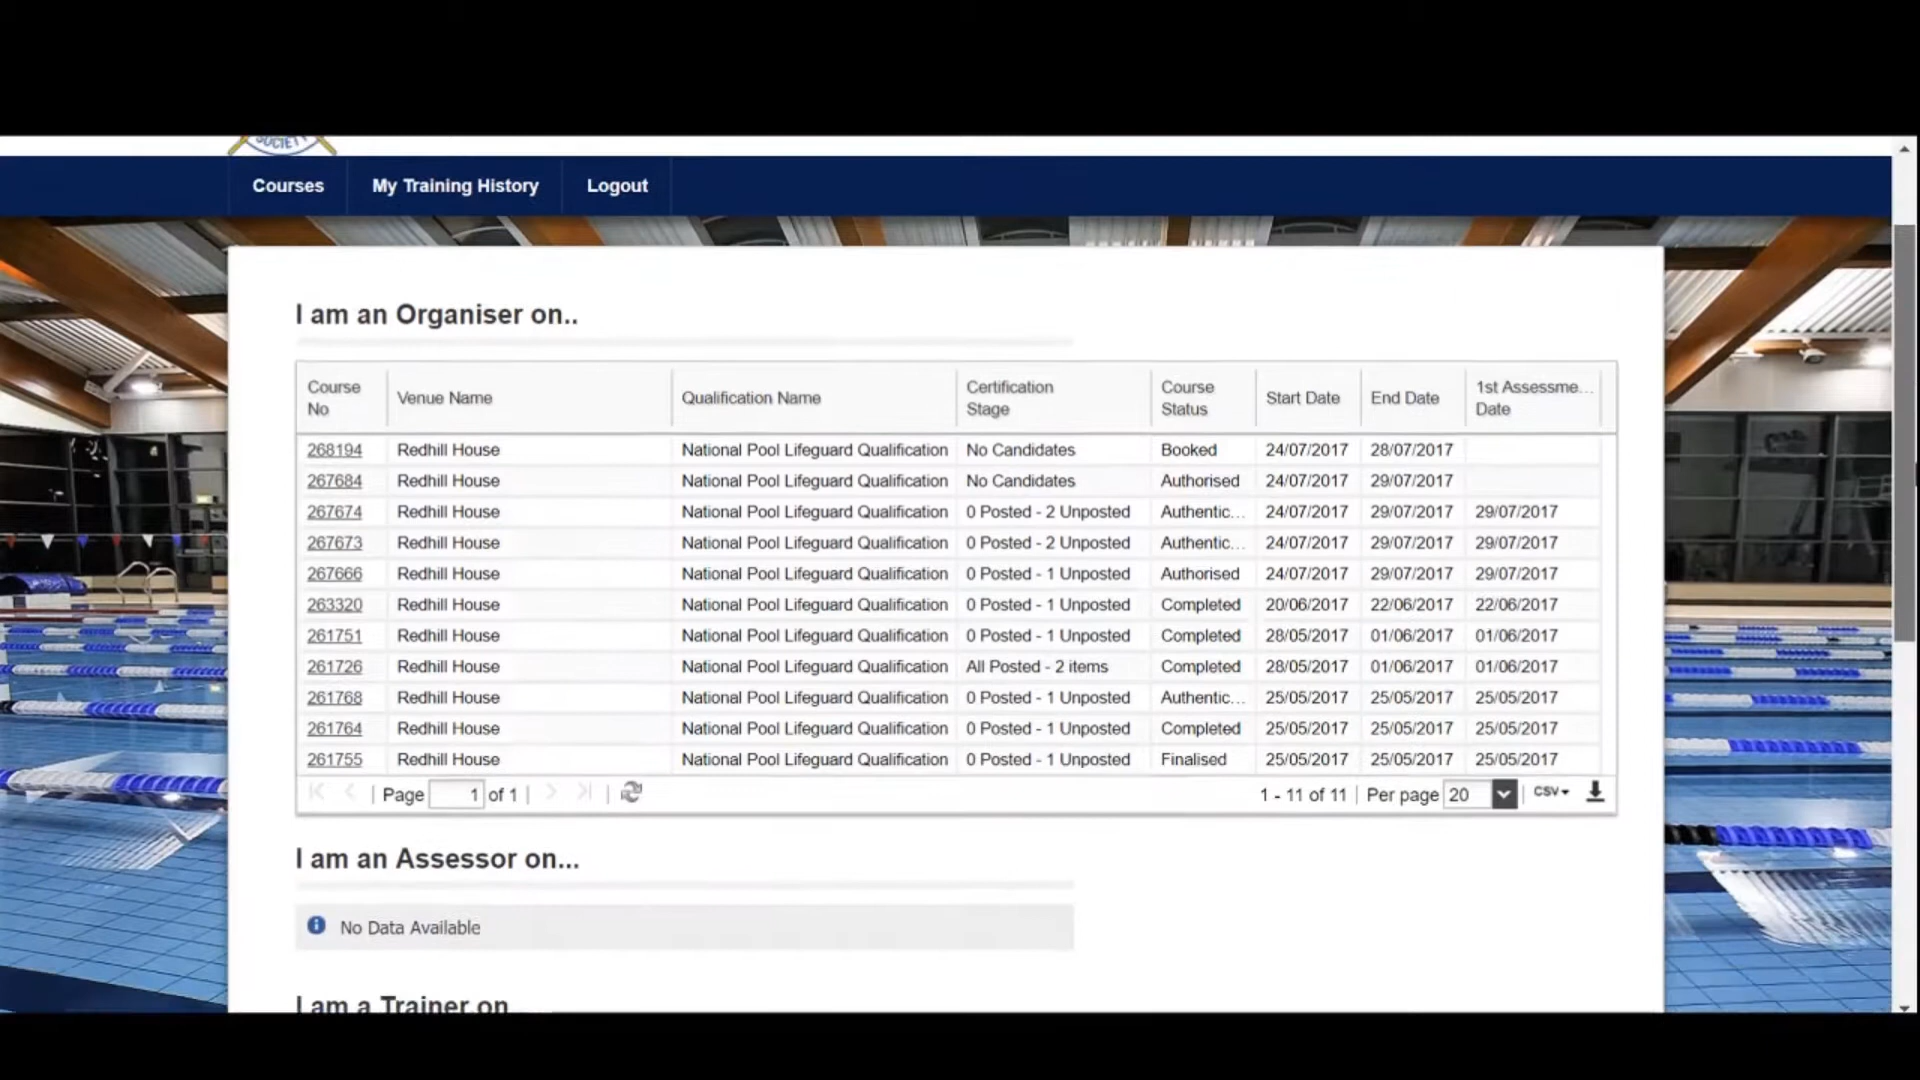 SOCIETY
Courses My Training History Logout
I am an Organiser on..
Course No Venue Name Qualification Name Certification Stage Course Status Start Date End Date 1st Assessme... Date
268194 Redhill House National Pool Lifeguard Qualification No Candidates Booked 24/07/2017 28/07/2017
267684 Redhill House National Pool Lifeguard Qualification No Candidates Authorised 24/07/2017 29/07/2017
267674 Redhill House National Pool Lifeguard Qualification 0 Posted - 2 Unposted Authentic... 24/07/2017 29/07/2017 29/07/2017
267673 Redhill House National Pool Lifeguard Qualification 0 Posted - 2 Unposted Authentic... 24/07/2017 29/07/2017 29/07/2017
267666 Redhill House National Pool Lifeguard Qualification 0 Posted - 1 Unposted Authorised 24/07/2017 29/07/2017 29/07/2017
263320 Redhill House National Pool Lifeguard Qualification 0 Posted - 1 Unposted Completed 20/06/2017 22/06/2017 22/06/2017
261751 Redhill House National Pool Lifeguard Qualification 0 Posted - 1 Unposted Completed 28/05/2017 01/06/2017 01/06/2017
261726 Redhill House National Pool Lifeguard Qualification All Posted - 2 items Completed 28/05/2017 01/06/2017 01/06/2017
261768 Redhill House National Pool Lifeguard Qualification 0 Posted - 1 Unposted Authentic... 25/05/2017 25/05/2017 25/05/2017
261764 Redhill House National Pool Lifeguard Qualification 0 Posted - 1 Unposted Completed 25/05/2017 25/05/2017 25/05/2017
261755 Redhill House National Pool Lifeguard Qualification 0 Posted - 1 Unposted Finalised 25/05/2017 25/05/2017 25/05/2017
Page 1 of 1 1 - 11 of 11 Per page 20 CSV
I am an Assessor on...
No Data Available
I am a Trainer on